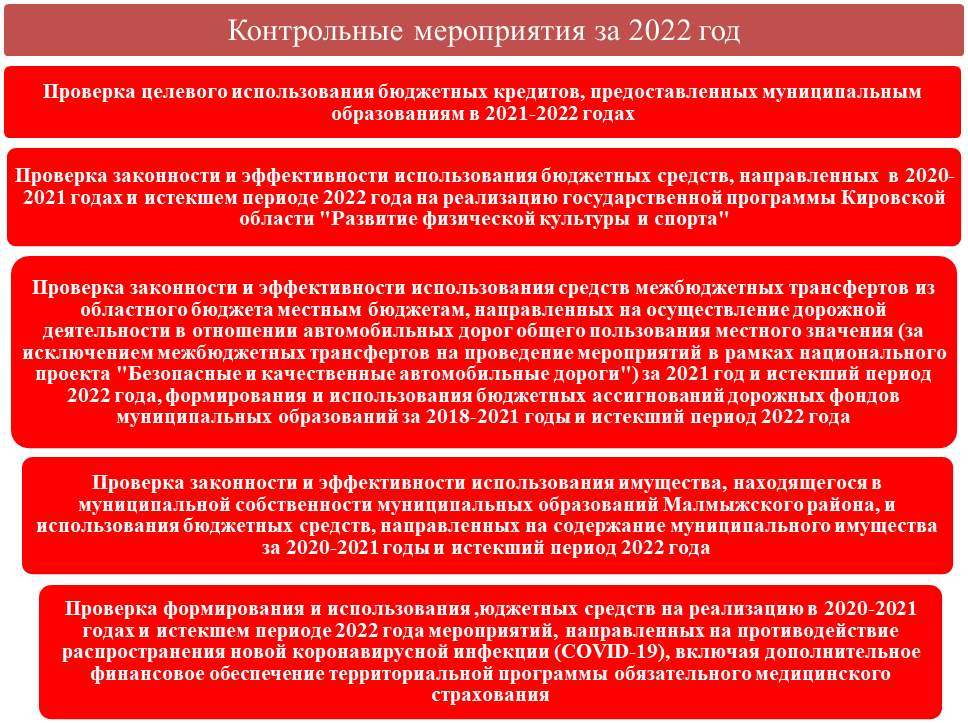 Контрольные мероприятия за 2022 год
Проверка целевого использования бюджетных кредитов, предоставленных муниципальным
образованиям в 2021-2022 годах
Проверка законности и эффективности использования бюджетных средств, направленных в 2020-
2021 годах и истекшем периоде 2022 года на реализацию государственной программы Кировской
области "Развитие физической культуры и спорта"
Проверка законности и эффективности использования средств межбюджетных трансфертов из
областного бюджета местным бюджетам, направленных на осуществление дорожной
деятельности в отношении автомобильных дорог общего пользования местного значения (за
исключением межбюджетных трансфертов на проведение мероприятий в рамках национального
проекта "Безопасные и качественные автомобильные дороги") за 2021 год и истекший период
2022 года, формирования и использования бюджетных ассигнований дорожных фондов
муниципальных образований за 2018-2021 годы и истекший период 2022 года
Проверка законности и эффективности использования имущества, находящегося в
муниципальной собственности муниципальных образований Малмыжского района, и
использования бюджетных средств, направленных на содержание муниципального имущества
за 2020-2021 годы и истекший период 2022 года
Проверка формирования и использования ,юджетных средств на реализацию в 2020-2021
годах и истекшем периоде 2022 года мероприятий, направленных на противодействие
распространения новой коронавирусной инфекции (COVID-19), включая дополнительное
финансовое обеспечение территориальной программы обязательного медицинского
страхования